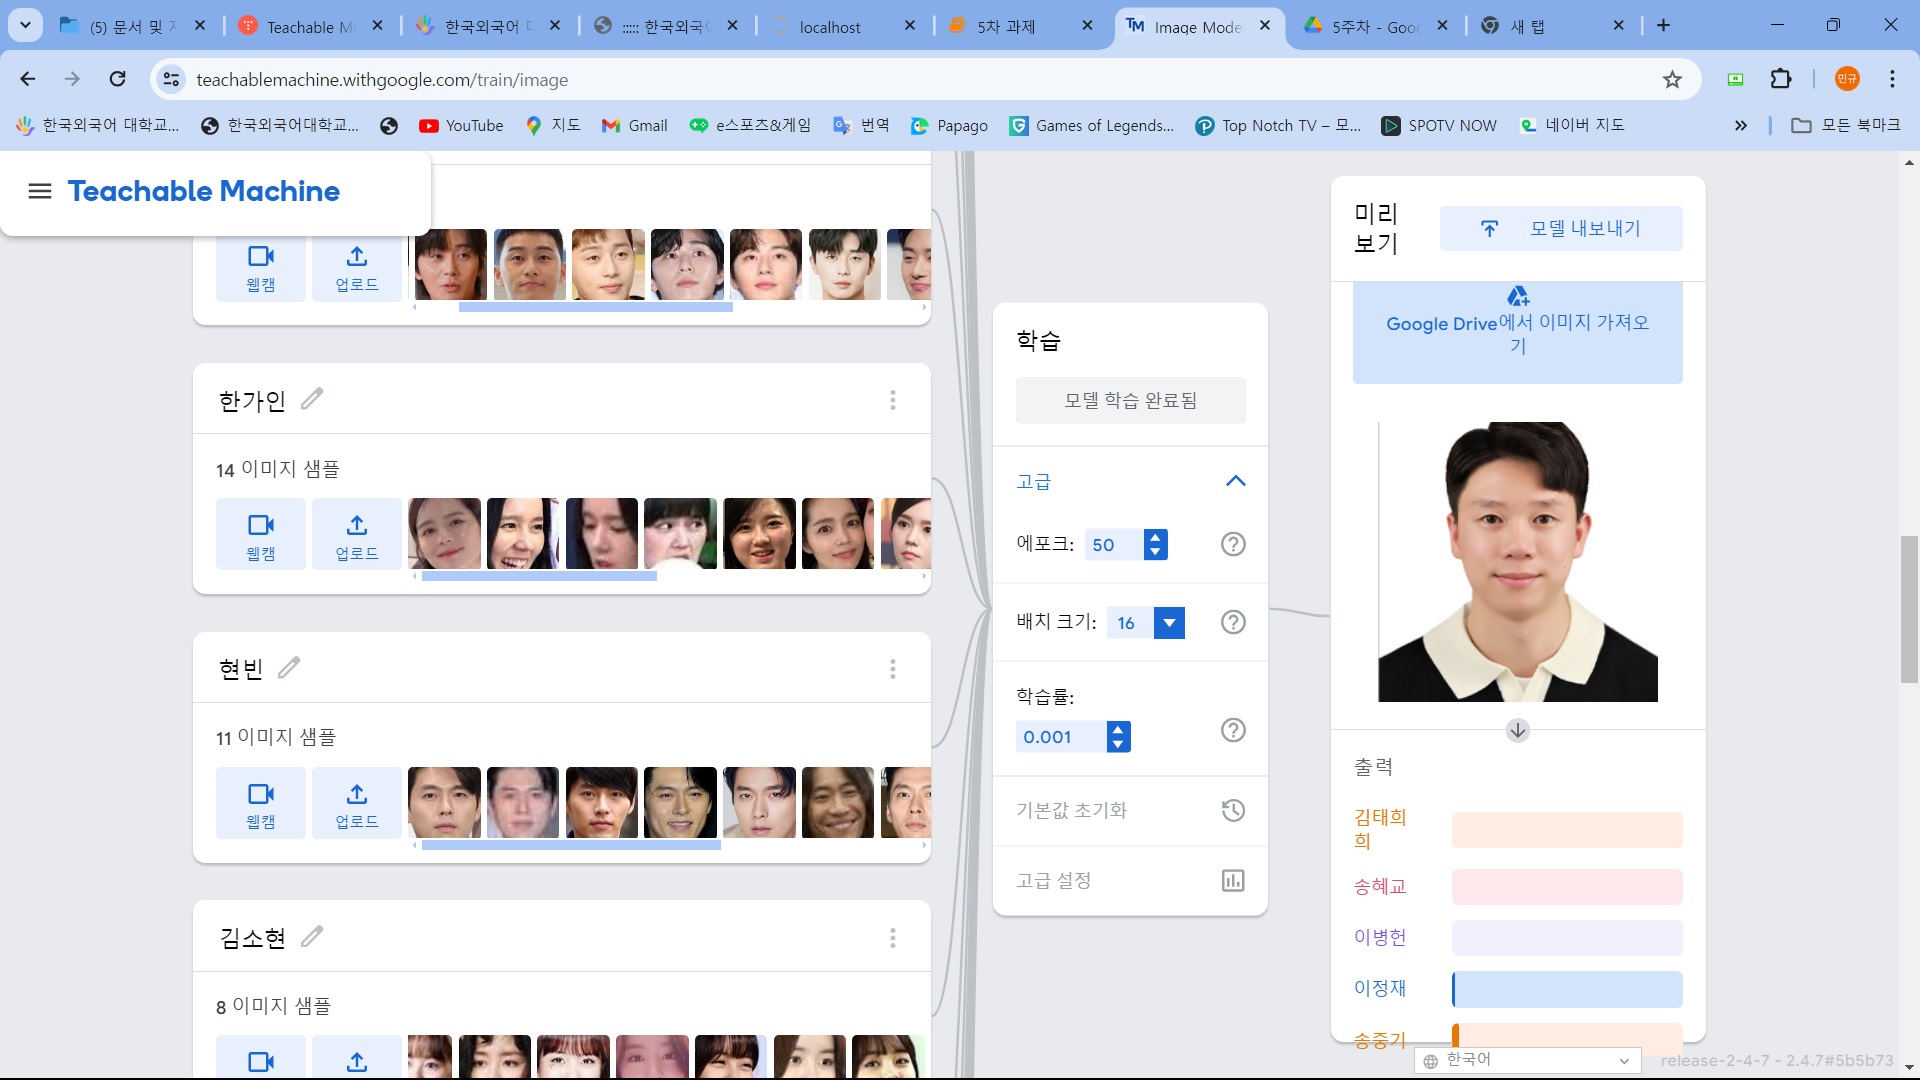 (5) 문서 및 ㅈ
Teachable Ma
한국외국어 대
::::: 한국외국어
localhost
5차 과제
Image Mode
5주차 - Goog
새 탭
teachablemachine.withgoogle.com/train/image
민규
한국외국어 대학교...
한국외국어대학교...
YouTube
지도
Gmail
e스포츠&게임
번역
Papago
Games of Legends...
Top Notch TV – 모...
SPOTV NOW
네이버 지도
모든 북마크
Teachable Machine
웹캠
업로드
한가인
14 이미지 샘플
웹캠
업로드
현빈
11 이미지 샘플
웹캠
업로드
김소현
8 이미지 샘플
학습
모델 학습 완료됨
고급
에포크: 50
배치 크기: 16
학습률:
0.001
기본값 초기화
고급 설정
미리
보기
모델 내보내기
Google Drive에서 이미지 가져오
기
출력
김태희
희
송혜교
이병헌
이정재
송중기
한국어
release-2-4-7 - 2.4.7#5b5b73